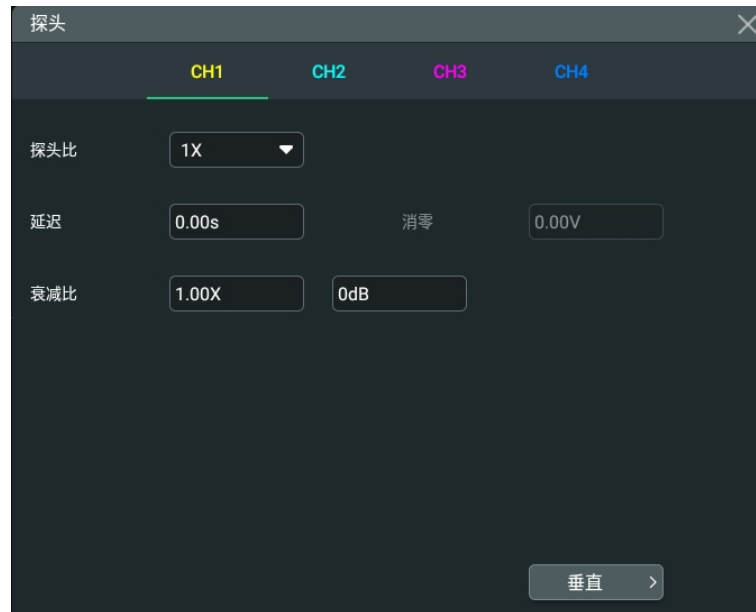 探头
CH1 CH2 CH3 CH4
探头比 1X
延迟 0.00s 消零 0.00V
衰减比 1.00X 0dB
垂直